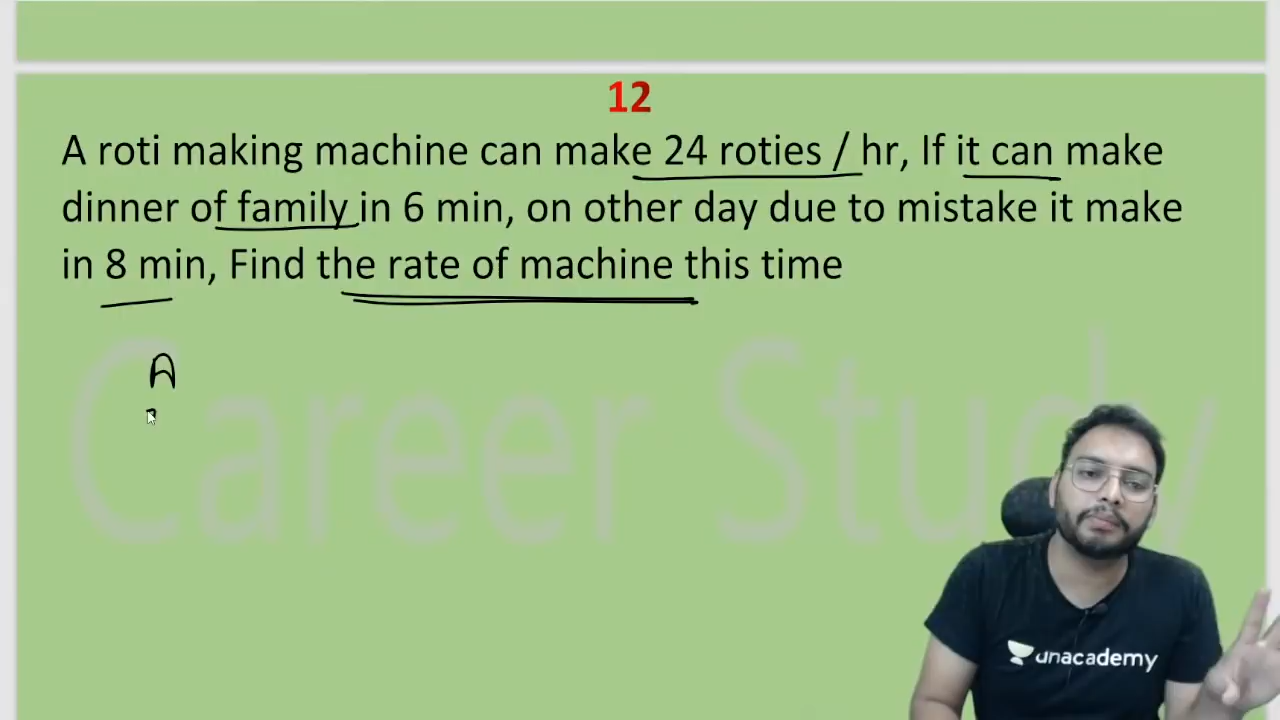 12
A roti making machine can make 24 roties / hr, If it can make
dinner of family in 6 min, on other day due to mistake it make
in 8 min, Find the rate of machine this time
A
Career Study
unacademy